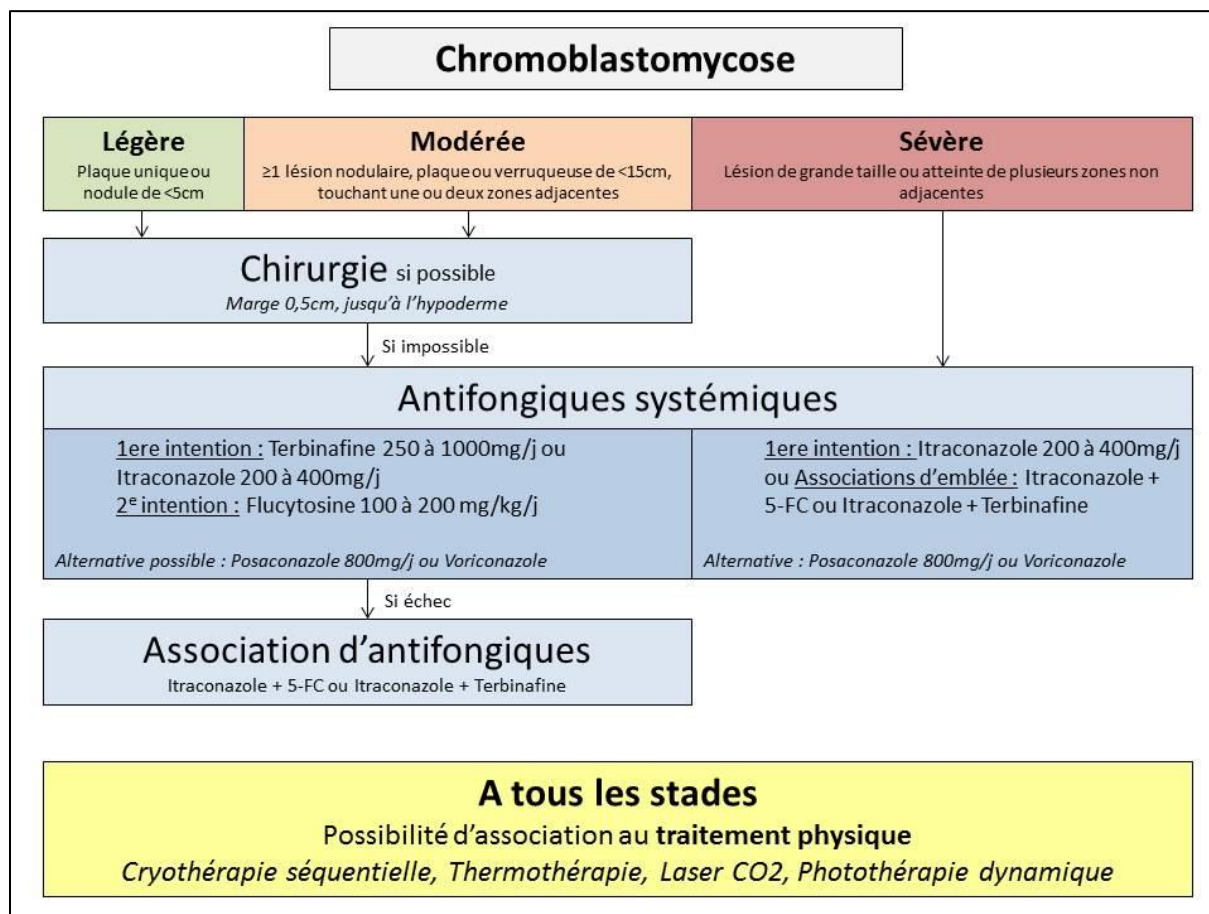 Chromoblastomycose
Légère
Plaque unique ou
nodule de <5cm
Modérée
≥1 lésion nodulaire, plaque ou verruqueuse de <15cm,
touchant une ou deux zones adjacentes
Sévère
Lésion de grande taille ou atteinte de plusieurs zones non
adjacentes
Chirurgie si possible
Marge 0,5cm, jusqu'à l'hypoderme
Si impossible
Antifongiques systémiques
1ere intention : Terbinafine 250 à 1000mg/j ou
Itraconazole 200 à 400mg/j
2e intention : Flucytosine 100 à 200 mg/kg/j
Alternative possible : Posaconazole 800mg/j ou Voriconazole
1ere intention : Itraconazole 200 à 400mg/j
ou Associations d'emblée : Itraconazole +
5-FC ou Itraconazole + Terbinafine
Alternative : Posaconazole 800mg/j ou Voriconazole
Si échec
Association d'antifongiques
Itraconazole + 5-FC ou Itraconazole + Terbinafine
A tous les stades
Possibilité d'association au traitement physique
Cryothérapie séquentielle, Thermothérapie, Laser CO2, Photothérapie dynamique